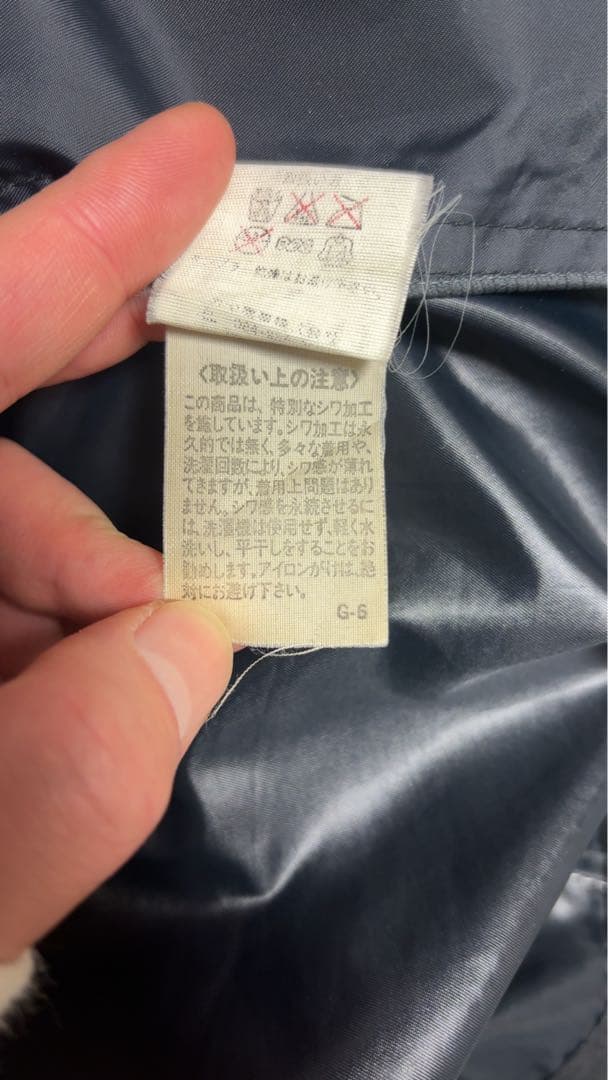 〈取扱い上の注意〉
この商品は、特別なシワ加工
を施しています。シワ加工は永
久的では無く、多々な着用や、
洗濯回数により、シワ感が薄れ
てきますが、着用上問題はあり
ません。シワ感を永続させるに
は、洗濯機は使用せず、軽く水
洗いし、平干しをすることをお
勧めします。アイロンがけは、絶
対にお避け下さい。
G-6